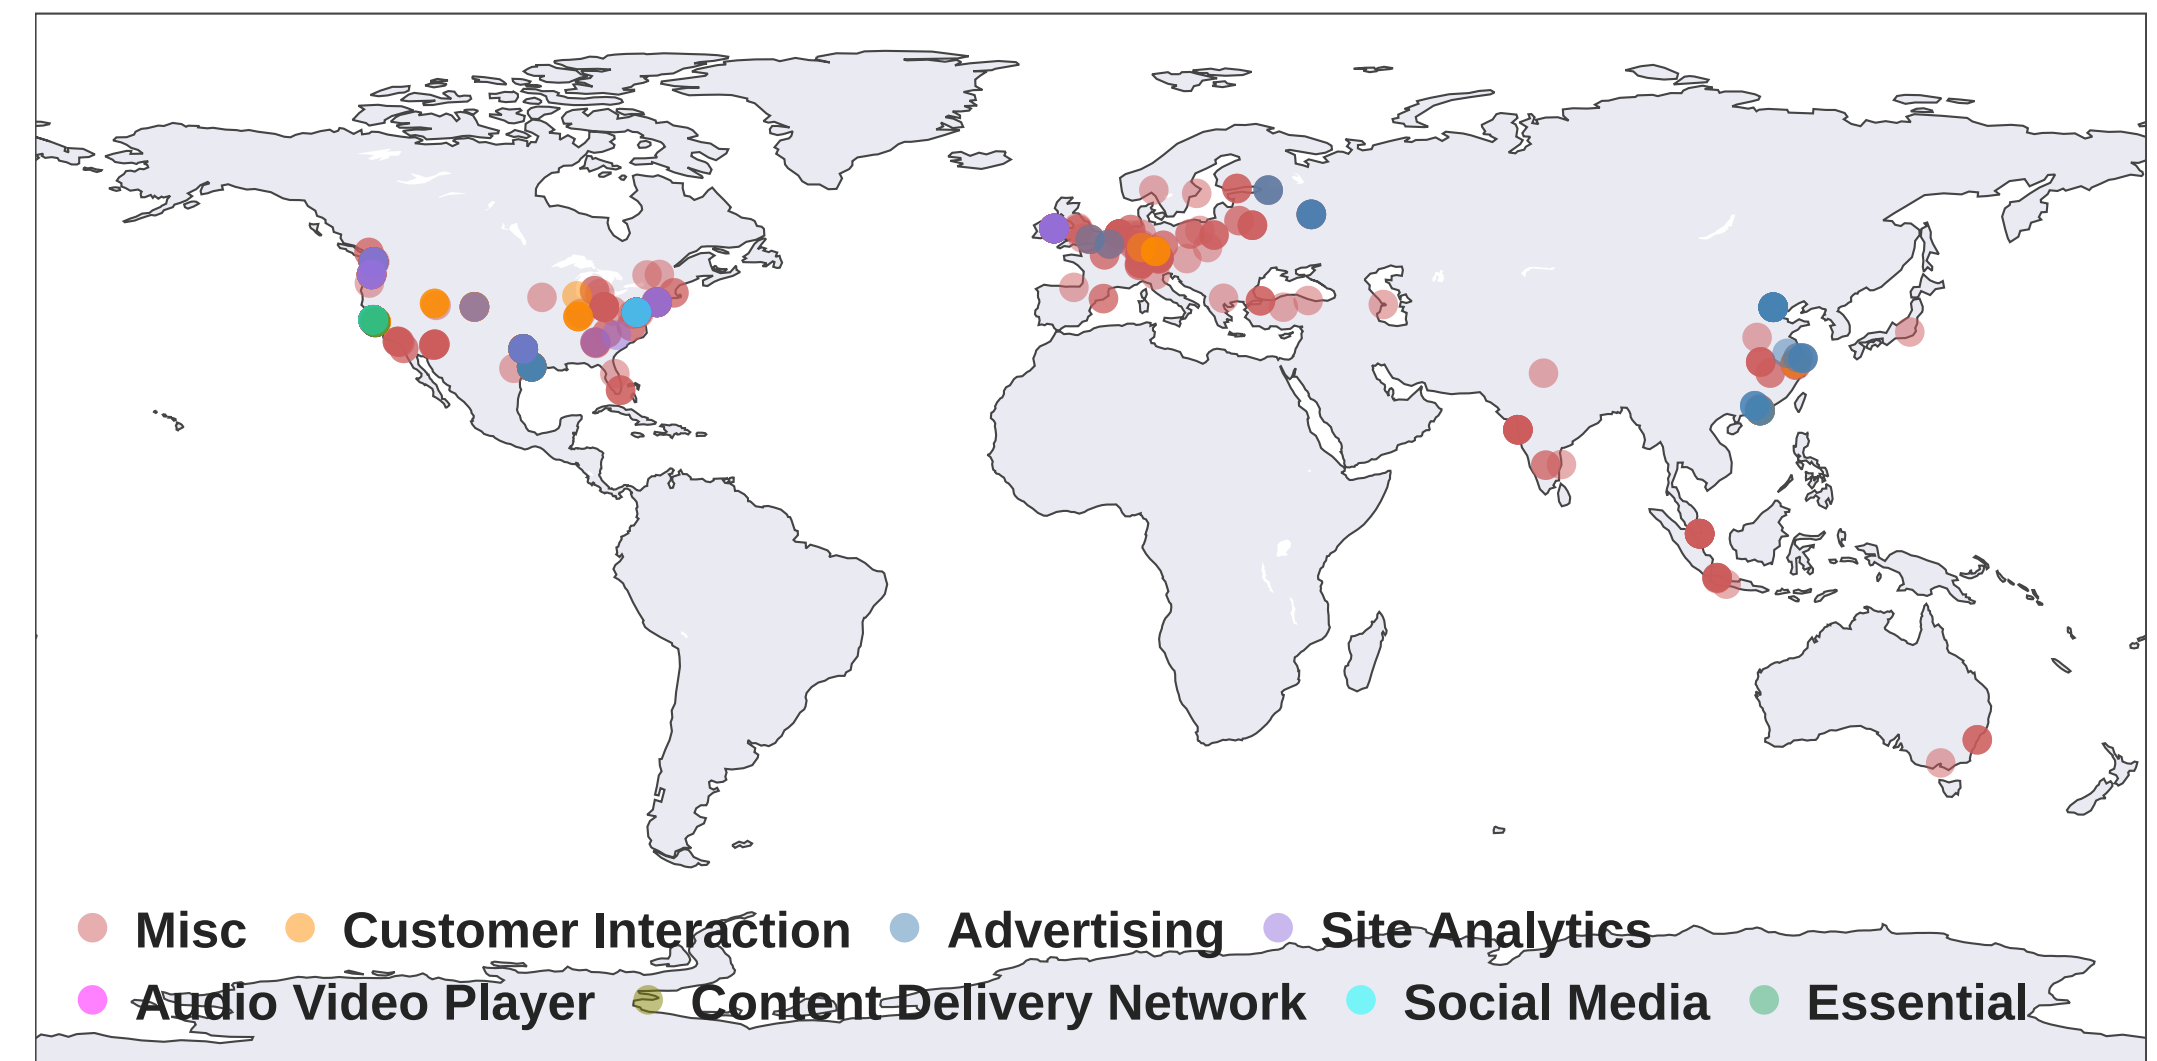 Misc Customer Interaction Advertising Site Analytics
Audio Video Player Content Delivery Network Social Media Essential